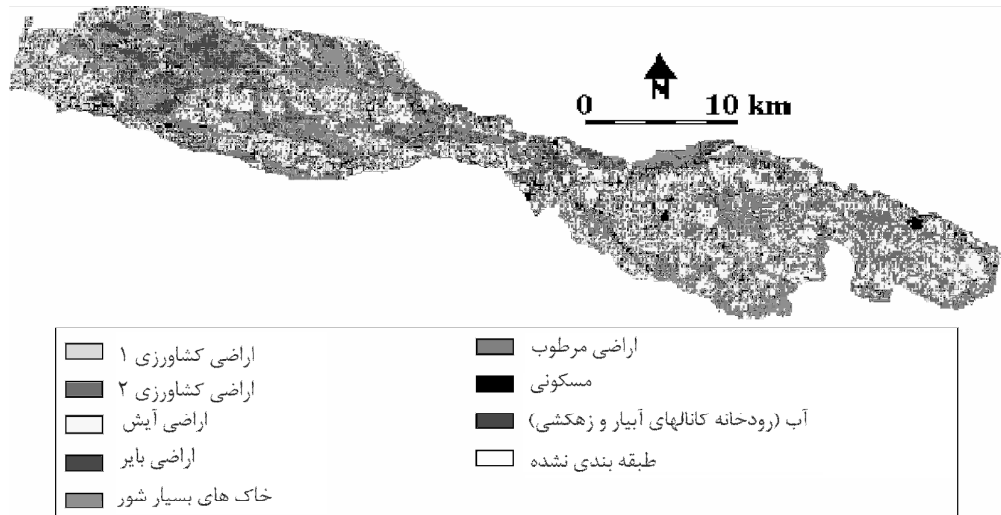 N
0 10 km
اراضی کشاورزی ۱
اراضی کشاورزی ۲
اراضی آیش
اراضی بایر
خاک های بسیار شور
اراضی مرطوب
مسکونی
آب (رودخانه کانالهای آبیار و زهکشی)
طبقه بندی نشده